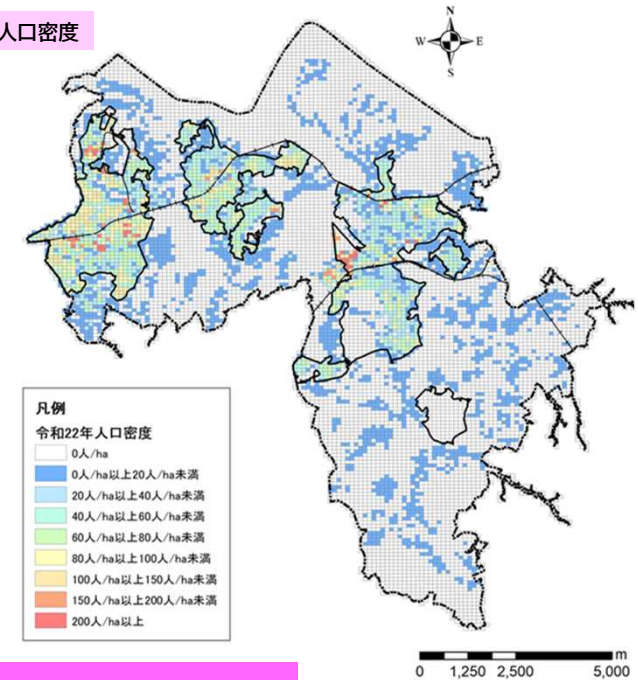 人口密度
N
W E
S
凡例
令和22年人口密度
0人/ha
0人/ha以上20人/ha未満
20人/ha以上40人/ha未満
40人/ha以上60人/ha未満
60人/ha以上80人/ha未満
80人/ha以上100人/ha未満
100人/ha以上150人/ha未満
150人/ha以上200人/ha未満
200人/ha以上
m
0 1,250 2,500 5,000